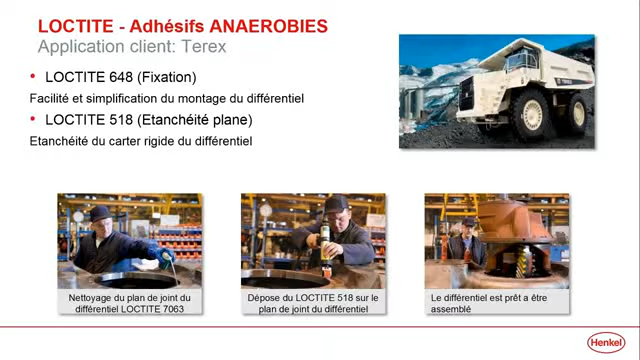 LOCTITE - Adhésifs ANAEROBIES
Application client: Terex
• LOCTITE 648 (Fixation)
Facilité et simplification du montage du différentiel
• LOCTITE 518 (Etanchéité plane)
Etanchéité du carter rigide du différentiel
Nettoyage du plan de joint du
différentiel LOCTITE 7063
Dépose du LOCTITE 518 sur le
plan de joint du différentiel
Le différentiel est prêt a être
assemblé
Henkel